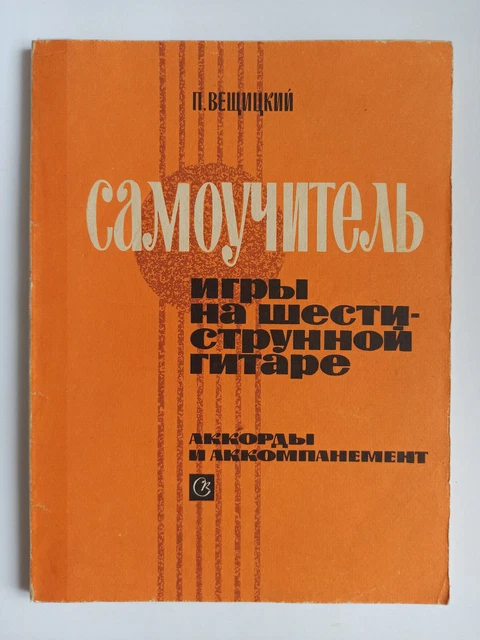 П. ВЕЩИЦКИЙ
САМОУЧИТЕЛЬ
ИГРЫ
НА ШЕСТИ-
СТРУННОЙ
ГИТАРЕ
АККОРДЫ
И АККОМПАНЕМЕНТ